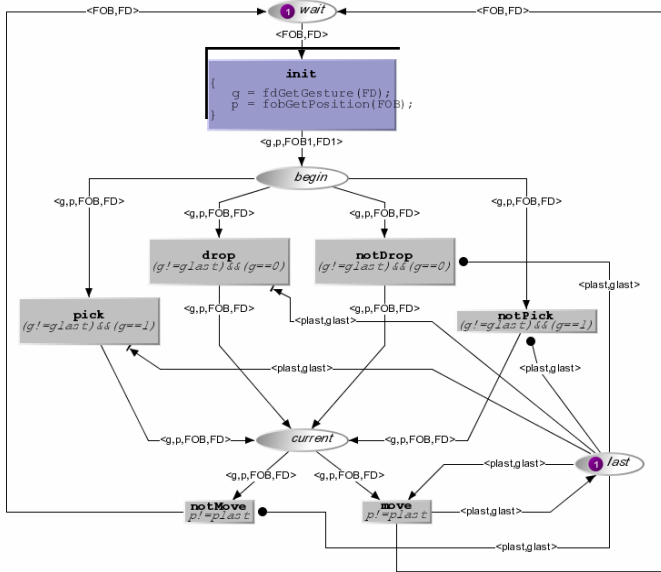 <FOB,FD>
1 wait
<FOB,FD>
<FOB,FD>
init
{
g = fdGetGesture(FD);
p = fobGetPosition(FOB);
}
<g,p,FOB1,FD1>
begin
<g,p,FOB,FD>
<g,p,FOB,FD>
<g,p,FOB,FD>
<g,p,FOB,FD>
drop
(g!=glast)&&(g==0)
notDrop
(g!=glast)&&(g==0)
<plast,glast>
pick
(g!=glast)&&(g==1)
<g,p,FOB,FD>
<g,p,FOB,FD>
notPick
(g!=glast)&&(g==1)
<plast,glast>
<plast,glast>
<plast,glast>
<g,p,FOB,FD>
current
<g,p,FOB,FD>
<g,p,FOB,FD>
<g,p,FOB,FD>
<plast,glast>
1 last
notMove
p!=plast
move
p!=plast
<plast,glast>
<plast,glast>